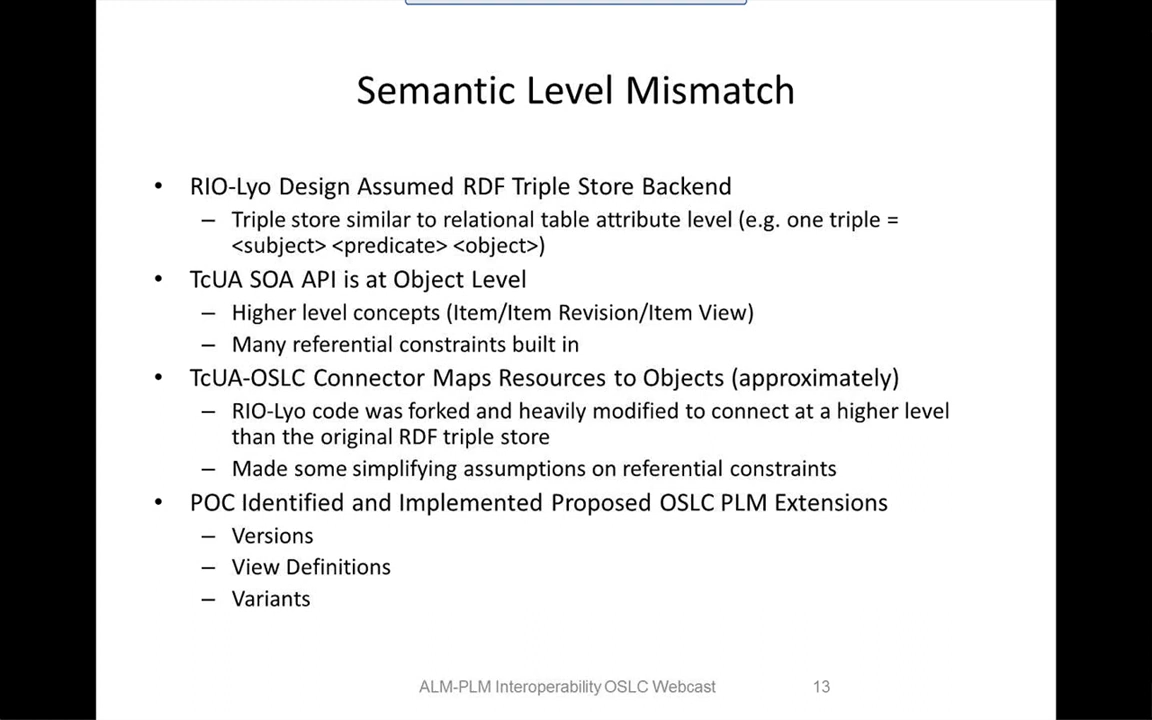 Semantic Level Mismatch
• RIO-Lyo Design Assumed RDF Triple Store Backend
– Triple store similar to relational table attribute level (e.g. one triple =
<subject> <predicate> <object>)
• TcUA SOA API is at Object Level
– Higher level concepts (Item/Item Revision/Item View)
– Many referential constraints built in
• TcUA-OSLC Connector Maps Resources to Objects (approximately)
– RIO-Lyo code was forked and heavily modified to connect at a higher level
than the original RDF triple store
– Made some simplifying assumptions on referential constraints
• POC Identified and Implemented Proposed OSLC PLM Extensions
– Versions
– View Definitions
– Variants
ALM-PLM Interoperability OSLC Webcast 13